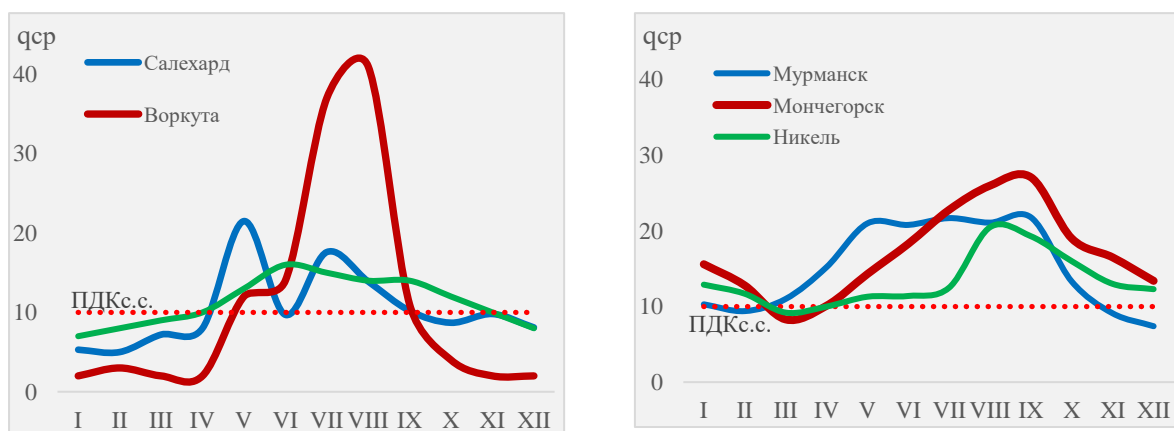 qср
Салехард
Воркута
40
30
20
ПДКс.с.
10
0
I II III IV V VI VII VIII IX X XI XII
qср
Мурманск
Мончегорск
Никель
40
30
20
10
ПДКс.с.
0
I II III IV V VI VII VIII IX X XI XII